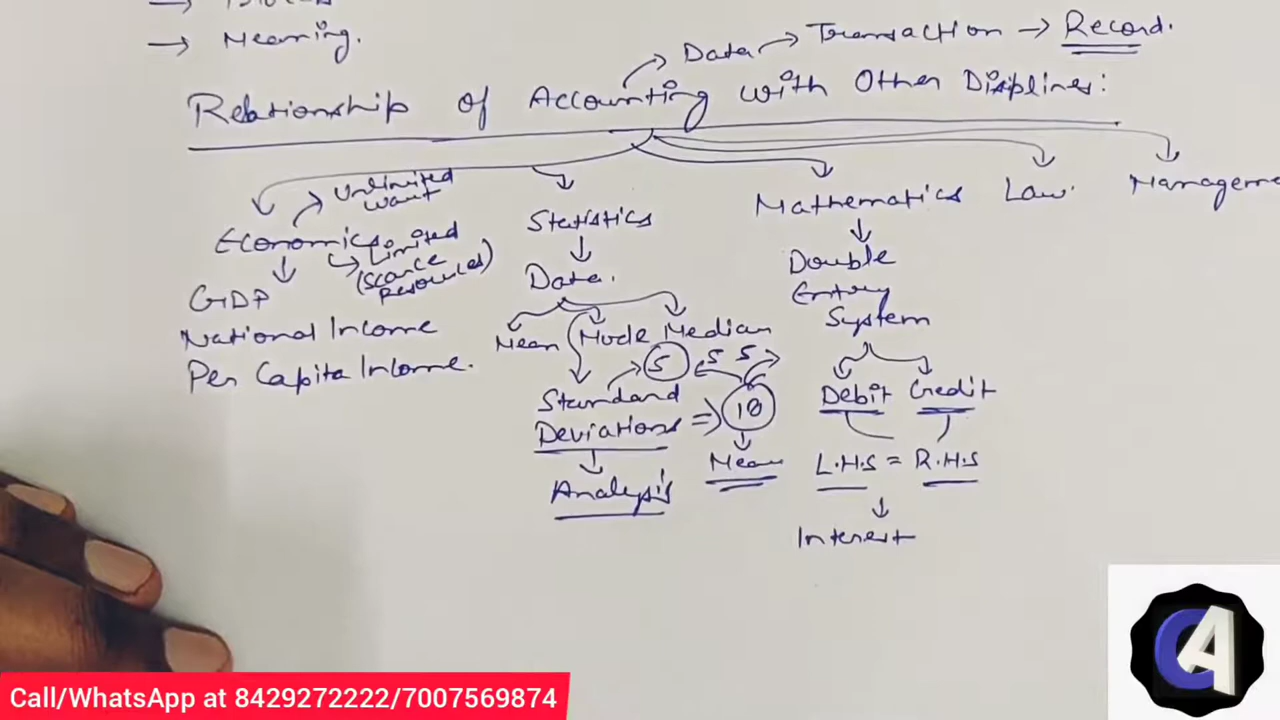 → Meaning.
Data → Transaction → Record.
Relationship of Accounting with Other Disiplines:
Unlimited
want
Economics
Limited
(Scarce
resources)
GDP
National Income
Per Capita Income.
Statistics
Data.
Mean Mode Median
Standard
Deviations ⇒ 10
5
5 5
Mean
Analysis
Mathematics
Double
Entry
System
Debit Credit
L.H.S = R.H.S
Interest
Law.
Manageme
CA
Call/WhatsApp at 8429272222/7007569874